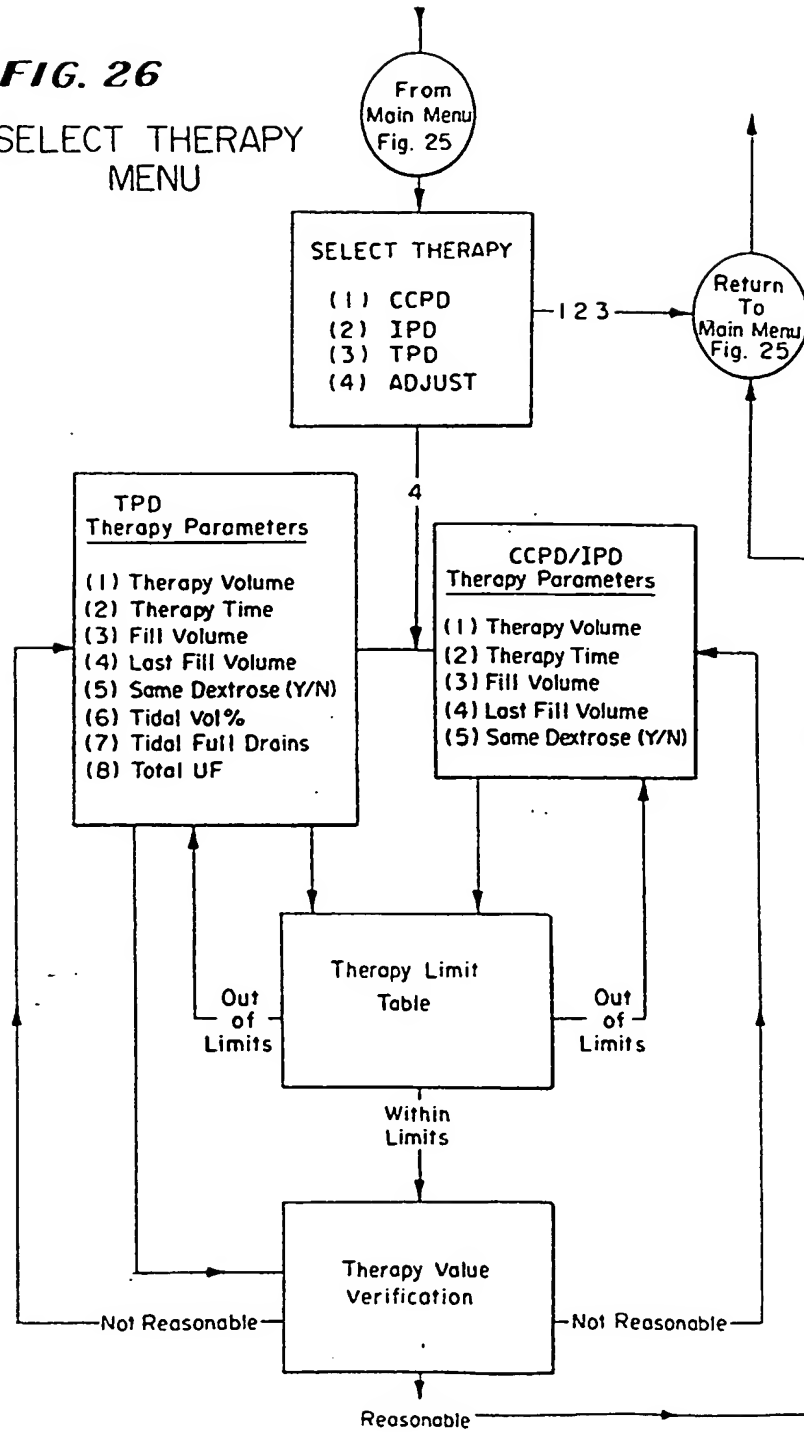 FIG. 26
SELECT THERAPY
MENU
From
Main Menu
Fig. 25
SELECT THERAPY
(1) CCPD
(2) IPD
(3) TPD
(4) ADJUST
1 2 3
Return
To
Main Menu
Fig. 25
4
TPD
Therapy Parameters
(1) Therapy Volume
(2) Therapy Time
(3) Fill Volume
(4) Last Fill Volume
(5) Same Dextrose (Y/N)
(6) Tidal Vol%
(7) Tidal Full Drains
(8) Total UF
CCPD/IPD
Therapy Parameters
(1) Therapy Volume
(2) Therapy Time
(3) Fill Volume
(4) Last Fill Volume
(5) Same Dextrose (Y/N)
Therapy Limit
Table
Out
of
Limits
Out
of
Limits
Within
Limits
Therapy Value
Verification
Not Reasonable
Not Reasonable
Reasonable